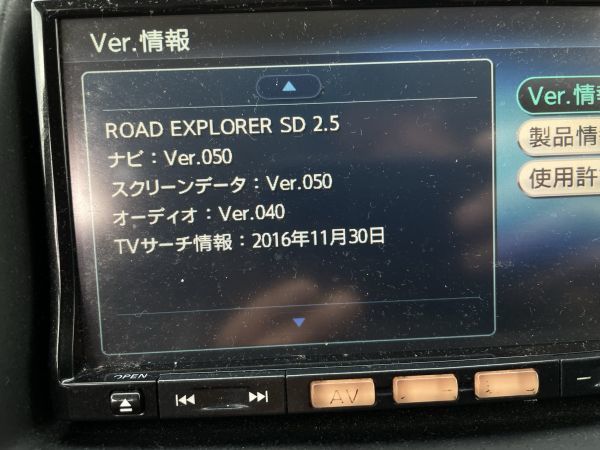 Ver.情報
ROAD EXPLORER SD 2.5
ナビ：Ver.050
スクリーンデータ：Ver.050
オーディオ：Ver.040
TVサーチ情報：2016年11月30日
Ver.情報
製品情
使用許
OPEN
AV